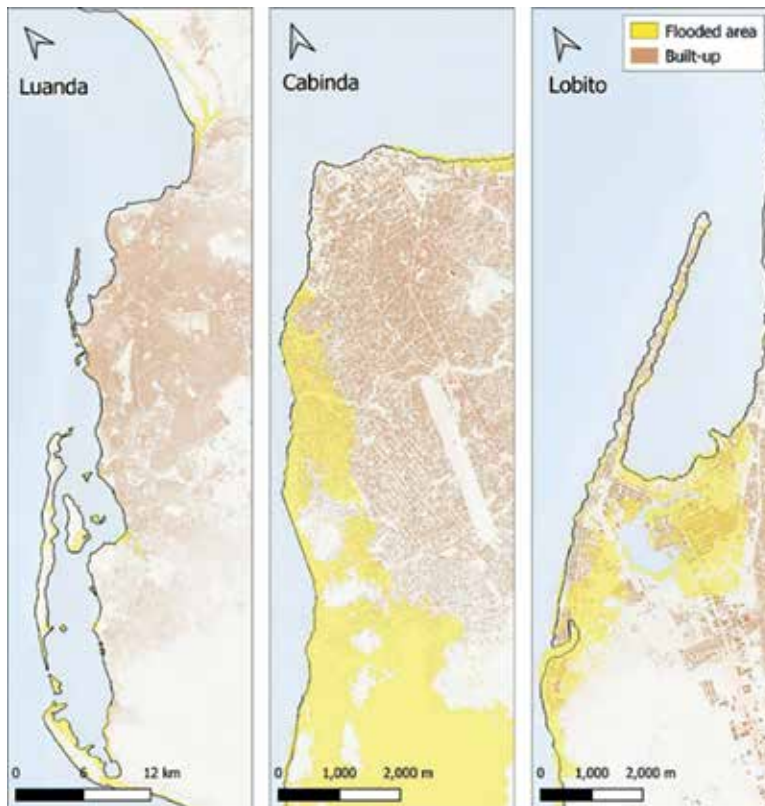 Luanda
Cabinda
Lobito
Flooded area
Built-up
0 6 12 km
0 1,000 2,000 m
0 1,000 2,000 m